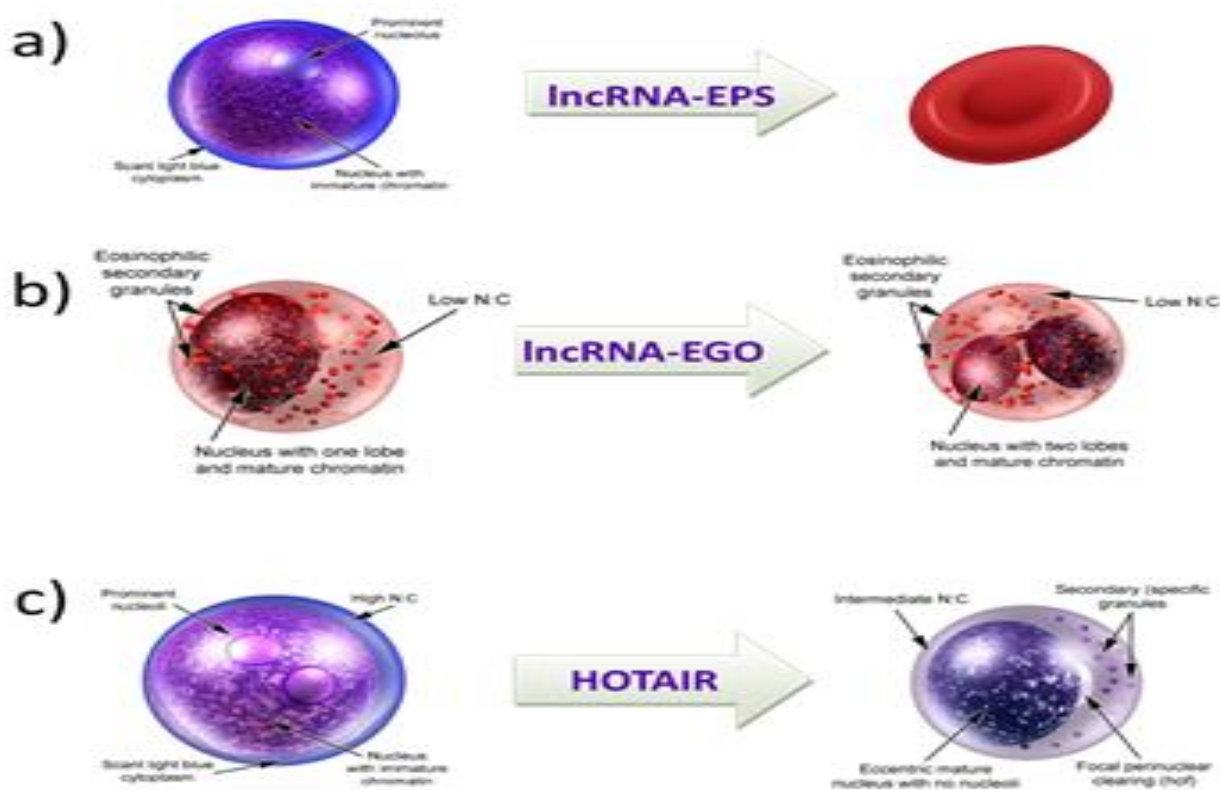 a)
Prominent
nucleolus
Scant light blue
cytoplasm
Nucleus with
immature chromatin
lncRNA-EPS
b)
Eosinophilic
secondary
granules
Low N:C
Nucleus with one lobe
and mature chromatin
lncRNA-EGO
Eosinophilic
secondary
granules
Low N:C
Nucleus with two lobes
and mature chromatin
c)
Prominent
nucleoli
High N:C
Scant light blue
cytoplasm
Nucleus
with immature
chromatin
HOTAIR
Intermediate N:C
Secondary (specific
granules
Eccentric mature
nucleus with no nucleoli
Focal perinuclear
clearing (hof)